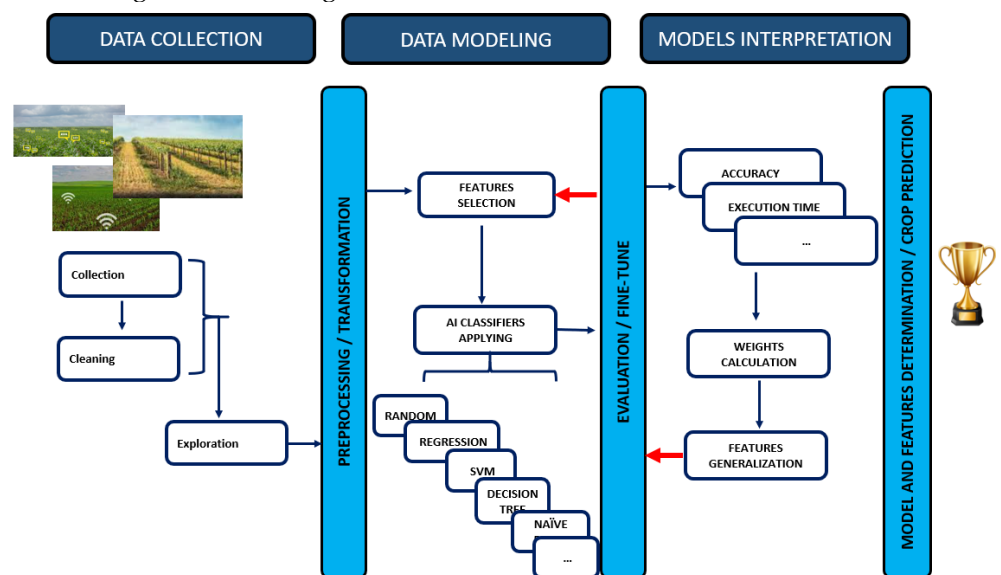 DATA COLLECTION
DATA MODELING
MODELS INTERPRETATION
Collection
Cleaning
Exploration
PREPROCESSING / TRANSFORMATION
FEATURES
SELECTION
AI CLASSIFIERS
APPLYING
RANDOM
REGRESSION
SVM
DECISION
TREE
NAÏVE
...
EVALUATION / FINE-TUNE
ACCURACY
EXECUTION TIME
...
WEIGHTS
CALCULATION
FEATURES
GENERALIZATION
MODEL AND FEATURES DETERMINATION / CROP PREDICTION